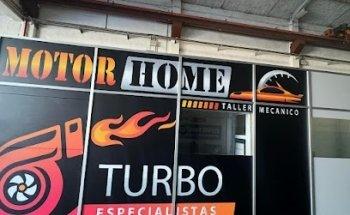 MOTOR HOME
TALLER MECANICO
TURBO
ESPECIALISTAS